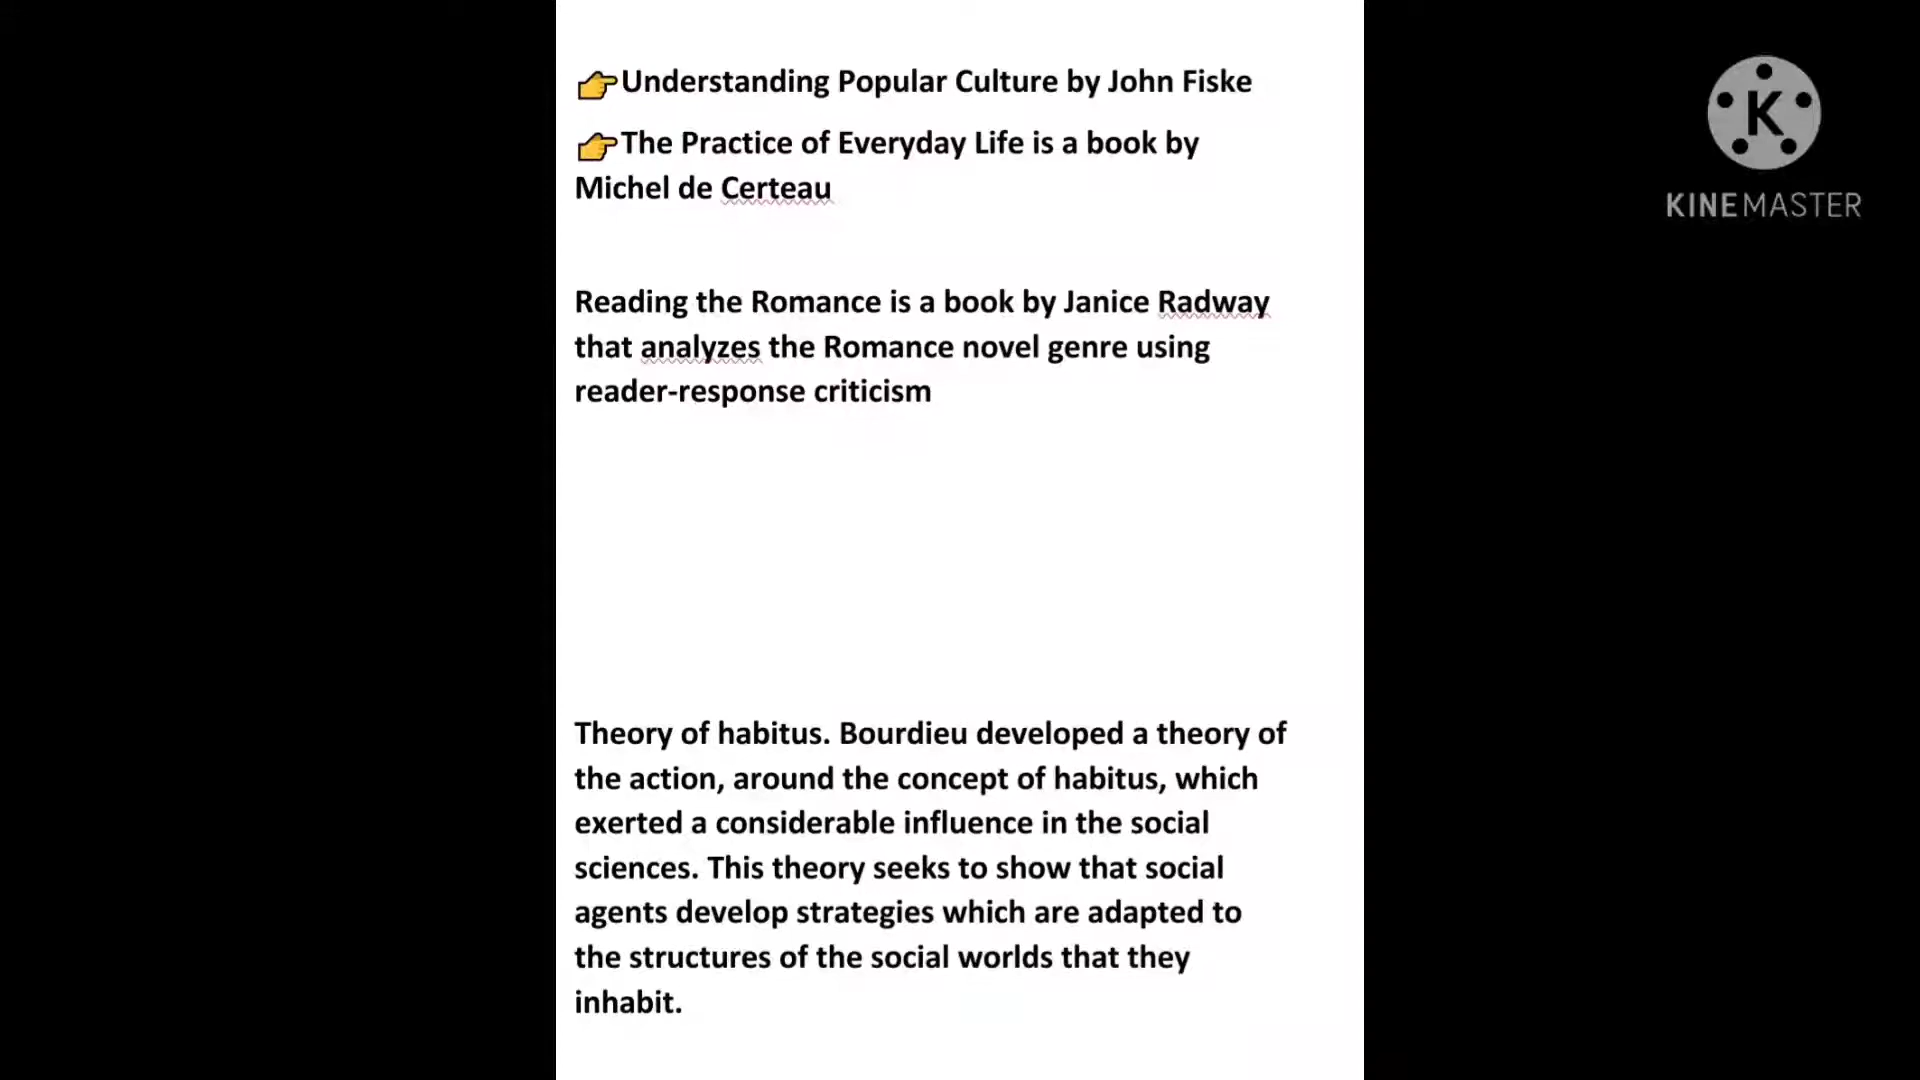 👉Understanding Popular Culture by John Fiske
👉The Practice of Everyday Life is a book by
Michel de Certeau
Reading the Romance is a book by Janice Radway
that analyzes the Romance novel genre using
reader-response criticism
Theory of habitus. Bourdieu developed a theory of
the action, around the concept of habitus, which
exerted a considerable influence in the social
sciences. This theory seeks to show that social
agents develop strategies which are adapted to
the structures of the social worlds that they
inhabit.
K
KINEMASTER